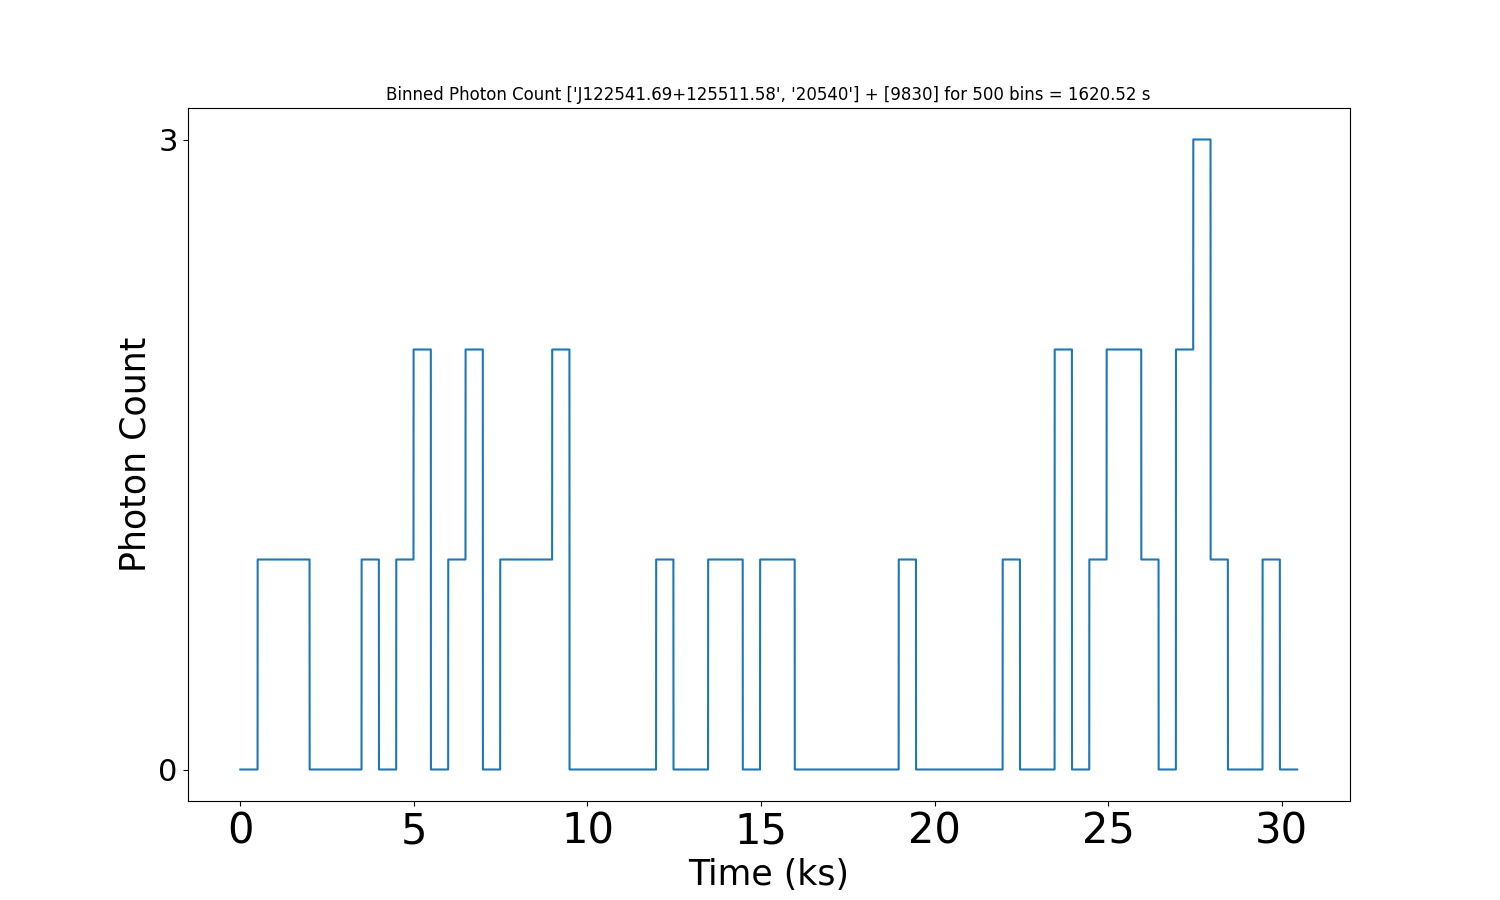 Binned Photon Count ['J122541.69+125511.58', '20540'] + [9830] for 500 bins = 1620.52 s
3
Photon Count
0
0 5 10 15 20 25 30
Time (ks)